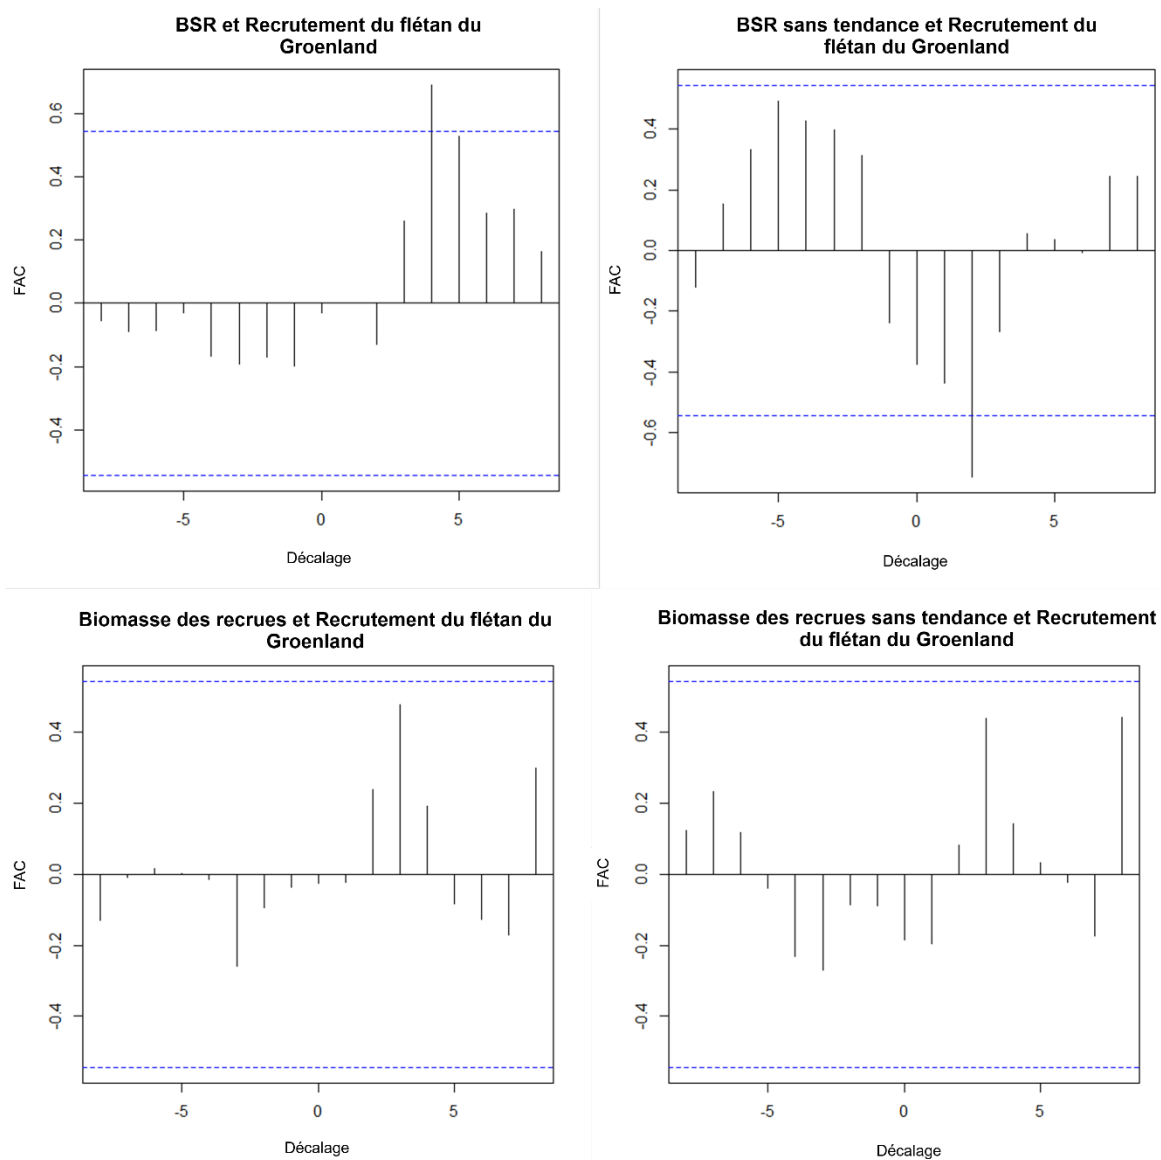 BSR et Recrutement du flétan du
Groenland
FAC
0.6
0.4
0.2
0.0
-0.2
-0.4
-5
0
5
Décalage
BSR sans tendance et Recrutement du
flétan du Groenland
FAC
0.4
0.2
0.0
-0.2
-0.4
-0.6
-5
0
5
Décalage
Biomasse des recrues et Recrutement du flétan du
Groenland
FAC
0.4
0.2
0.0
-0.2
-0.4
-5
0
5
Décalage
Biomasse des recrues sans tendance et Recrutement
du flétan du Groenland
FAC
0.4
0.2
0.0
-0.2
-0.4
-5
0
5
Décalage